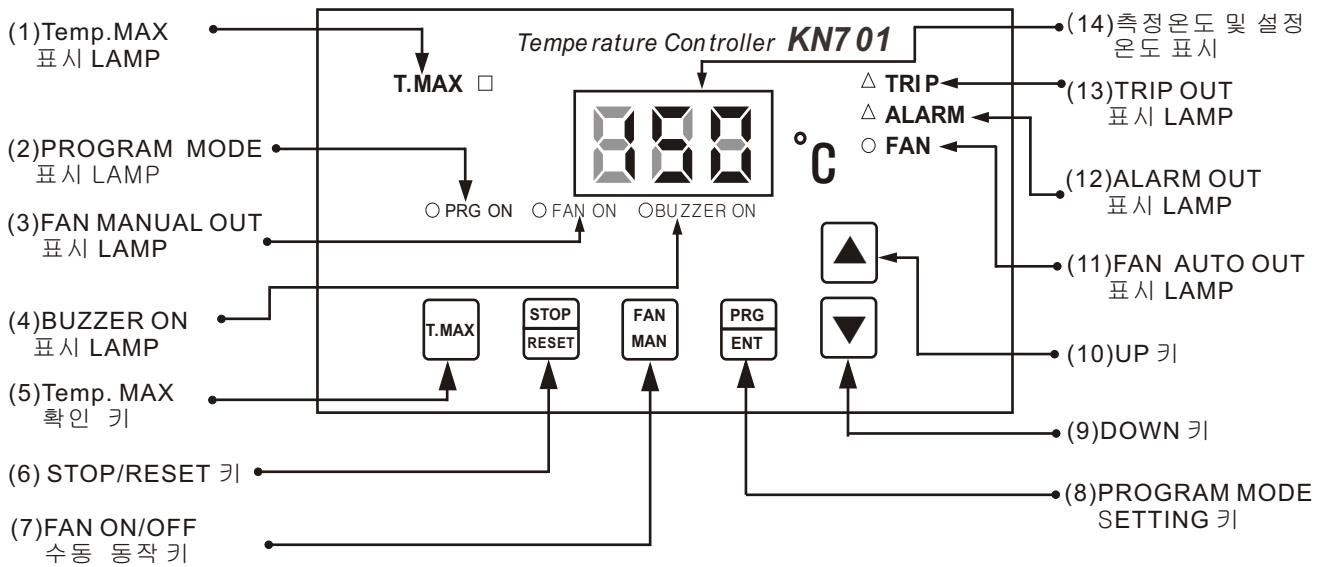 (1)Temp.MAX
표시 LAMP
(2)PROGRAM MODE
표시 LAMP
(3)FAN MANUAL OUT
표시 LAMP
(4)BUZZER ON
표시 LAMP
(5)Temp. MAX
확인 키
(6) STOP/RESET 키
(7)FAN ON/OFF
수동 동작 키
Temperature Controller KN701
T.MAX
150
°C
△ TRIP
△ ALARM
○ FAN
○ PRG ON ○ FAN ON ○BUZZER ON
T.MAX
STOP
RESET
FAN
MAN
PRG
ENT
▲
▼
(14)측정온도 및 설정
온도 표시
(13)TRIP OUT
표시 LAMP
(12)ALARM OUT
표시 LAMP
(11)FAN AUTO OUT
표시 LAMP
(10)UP 키
(9)DOWN 키
(8)PROGRAM MODE
SETTING 키